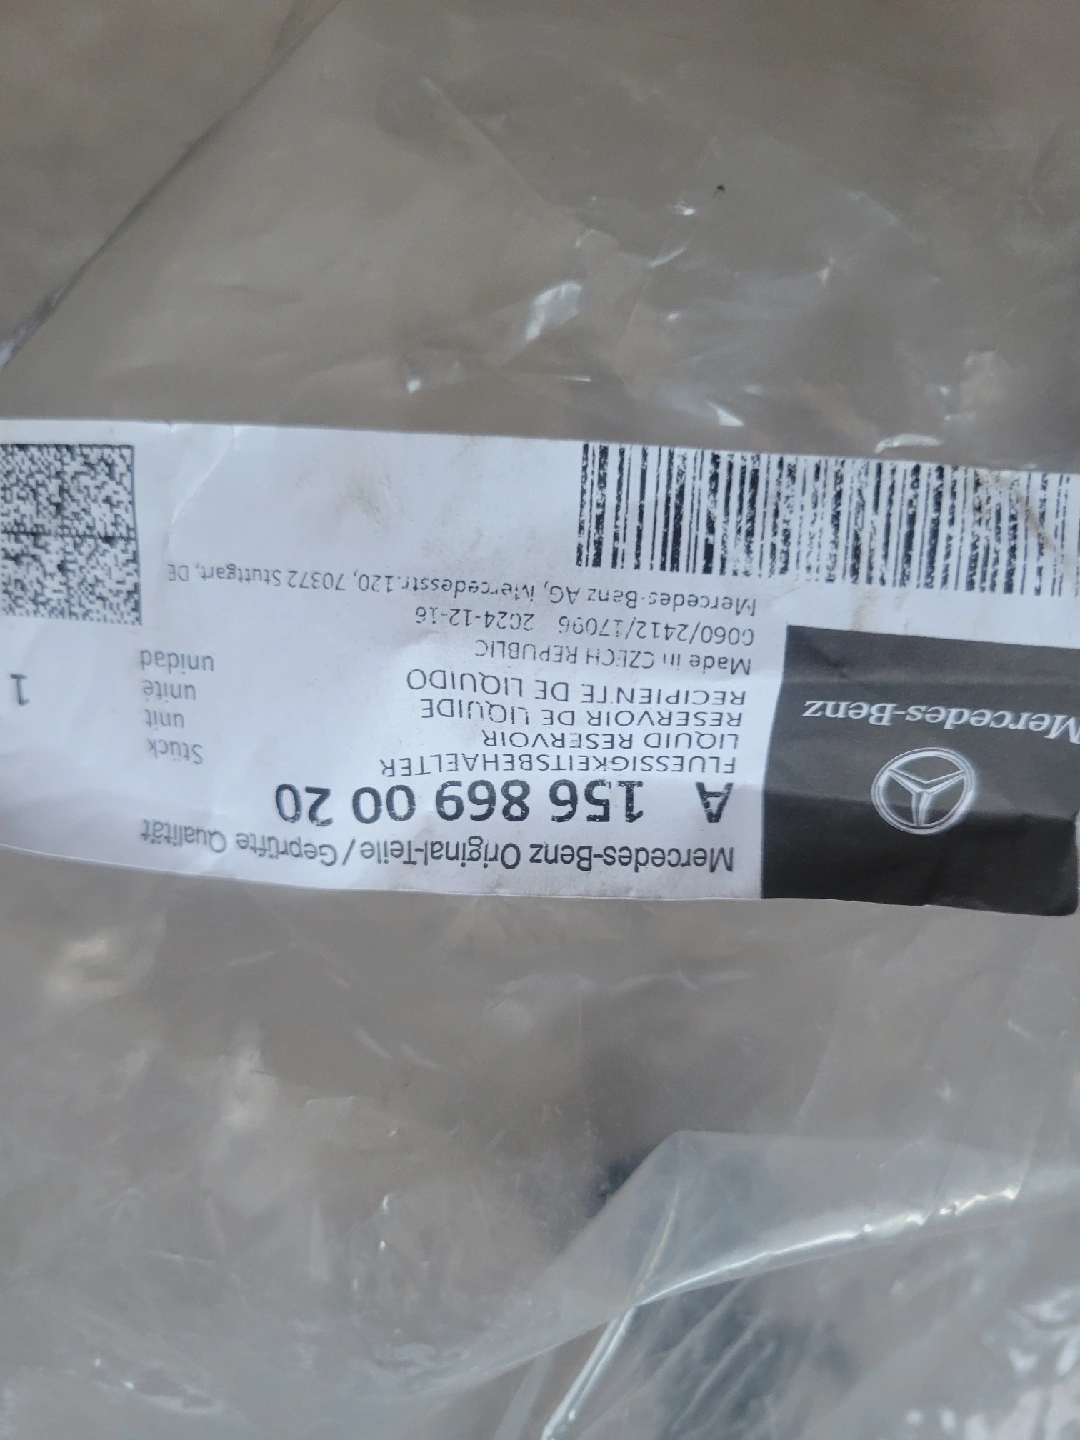 Mercedes-Benz
Mercedes-Benz Original-Teile / Geprüfte Qualität
A 156 869 00 20
FLUESSIGKEITSBEHAELTER
LIQUID RESERVOIR
RESERVOIR DE LIQUIDE
RECIPIENTE DE LIQUIDO
Made in CZECH REPUBLIC
0060/2412/17096 2024-12-16
Mercedes-Benz AG, Mercedesstr.120, 70372 Stuttgart, DE
Stück
unit
unité
unidad
1